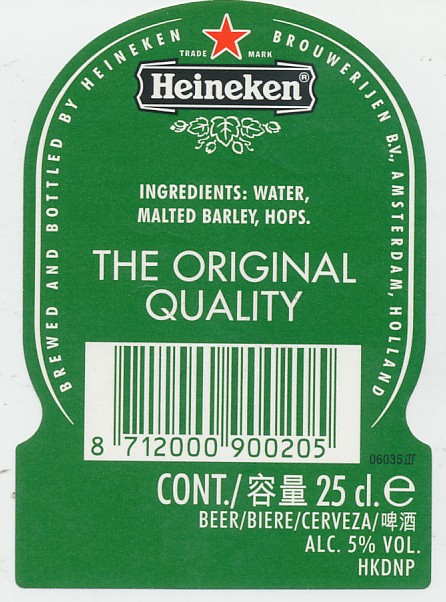 BREWED AND BOTTLED BY HEINEKEN BROUWERIJEN B.V., AMSTERDAM, HOLLAND
TRADE MARK
Heineken®
INGREDIENTS: WATER,
MALTED BARLEY, HOPS.
THE ORIGINAL
QUALITY
8 712000 900205
06035
CONT./容量 25 cl. e
BEER/BIERE/CERVEZA/啤酒
ALC. 5% VOL.
HKDNP